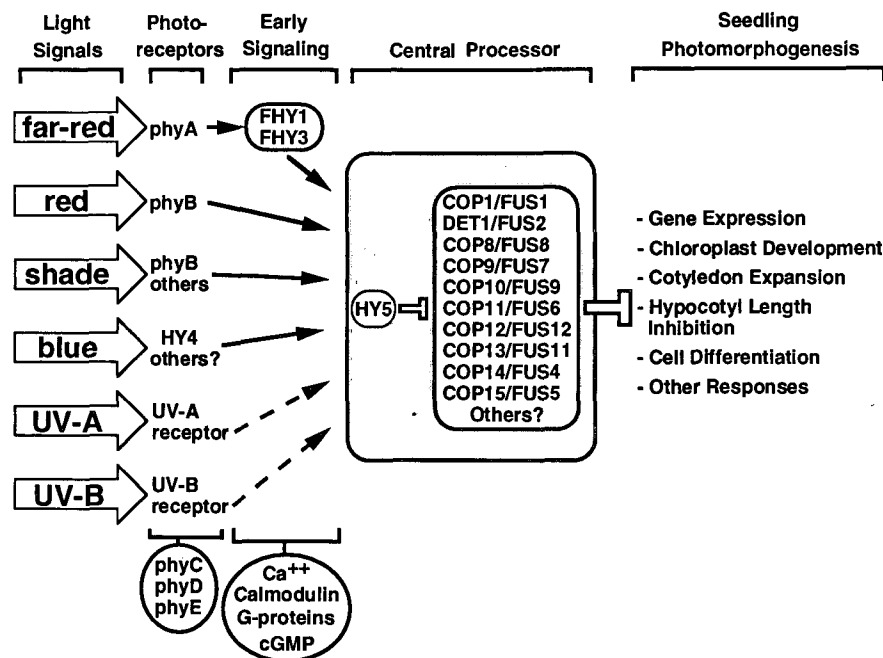 Light Signals
Photo-receptors
Early Signaling
Central Processor
Seedling Photomorphogenesis
far-red
phyA
FHY1
FHY3
red
phyB
shade
phyB
others
blue
HY4
others?
UV-A
UV-A
receptor
UV-B
UV-B
receptor
phyC
phyD
phyE
Ca++
Calmodulin
G-proteins
cGMP
HY5
COP1/FUS1
DET1/FUS2
COP8/FUS8
COP9/FUS7
COP10/FUS9
COP11/FUS6
COP12/FUS12
COP13/FUS11
COP14/FUS4
COP15/FUS5
Others?
- Gene Expression
- Chloroplast Development
- Cotyledon Expansion
- Hypocotyl Length
Inhibition
- Cell Differentiation
- Other Responses